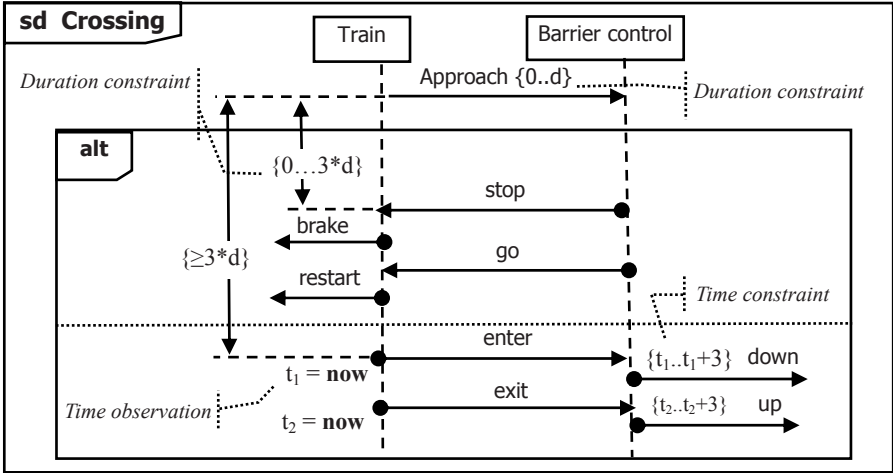 sd Crossing
Train
Barrier control
Duration constraint
Approach {0..d}
Duration constraint
alt
{0…3*d}
stop
brake
{≥3*d}
go
restart
Time constraint
enter
t1 = now
{t1..t1+3} down
exit
Time observation
t2 = now
{t2..t2+3} up